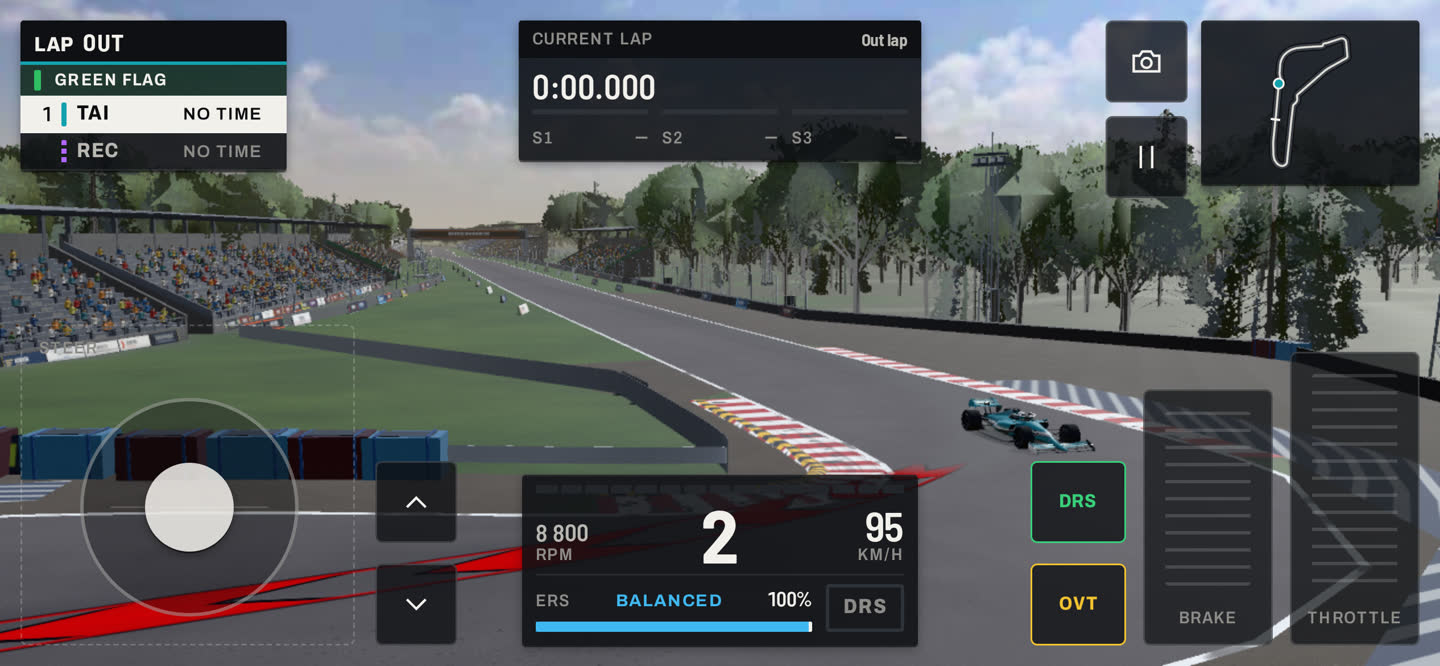 LAP OUT
GREEN FLAG
1 TAI NO TIME
REC NO TIME
CURRENT LAP Out lap
0:00.000
S1 – S2 – S3 –
STEER
8 800
RPM
2
95
KM/H
ERS BALANCED 100% DRS
DRS
OVT
BRAKE
THROTTLE